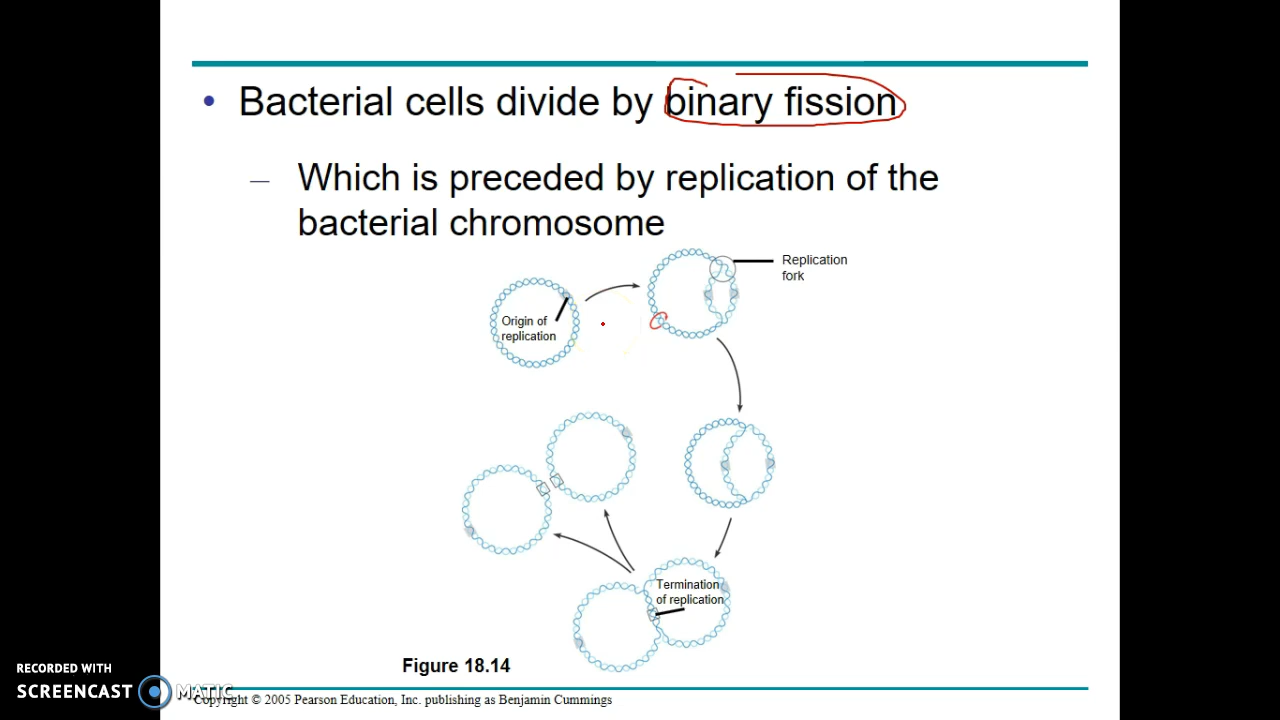 • Bacterial cells divide by binary fission
– Which is preceded by replication of the
bacterial chromosome
Replication
fork
Origin of
replication
Termination
of replication
Figure 18.14
RECORDED WITH
SCREENCAST MATIC
Copyright © 2005 Pearson Education, Inc. publishing as Benjamin Cummings